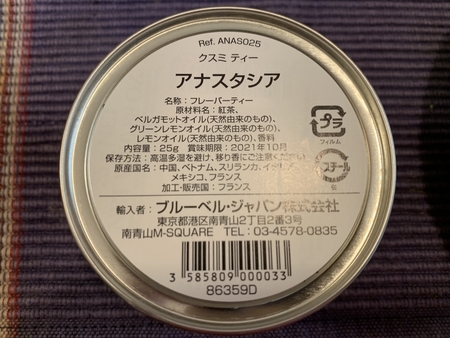 Ref. ANAS025
クスミ ティー
アナスタシア
名称：フレーバーティー
原材料名：紅茶、
ベルガモットオイル(天然由来のもの)、
グリーンレモンオイル(天然由来のもの)、
レモンオイル(天然由来のもの)、香料
内容量：25g 賞味期限：2021年10月
保存方法：高温多湿を避け、移り香にご注意ください
原産国名：中国、ベトナム、スリランカ、
メキシコ、フランス
加工・販売国：フランス
プラ
フィルム
スチール
缶
輸入者：ブルーベル・ジャパン株式会社
東京都港区南青山2丁目2番3号
南青山M-SQUARE TEL：03-4578-0835
3 585809 000033
86359D